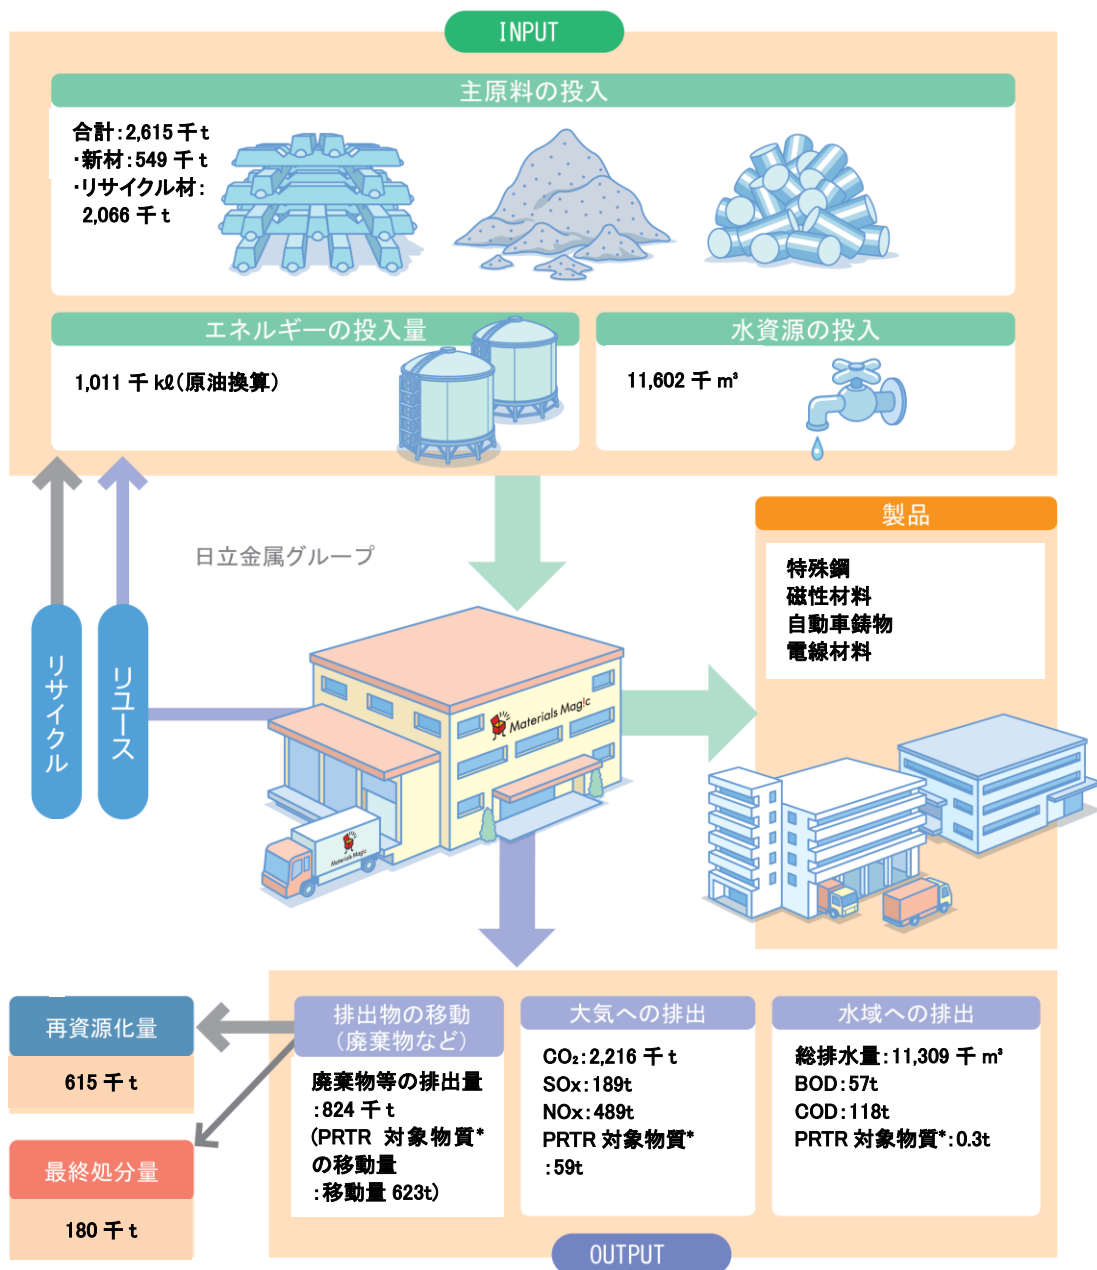 INPUT
主原料の投入
合計:2,615 千 t
・新材:549 千 t
・リサイクル材:
2,066 千 t
エネルギーの投入量
1,011 千 kℓ(原油換算)
水資源の投入
11,602 千 m³
日立金属グループ
リサイクル
リユース
製品
特殊鋼
磁性材料
自動車鋳物
電線材料
Materials Mag!c
Materials Mag!c
再資源化量
615 千 t
最終処分量
180 千 t
排出物の移動
(廃棄物など)
廃棄物等の排出量
:824 千 t
(PRTR 対象物質*
の移動量
:移動量 623t)
大気への排出
CO₂:2,216 千 t
SOx:189t
NOx:489t
PRTR 対象物質*
:59t
水域への排出
総排水量:11,309 千 m³
BOD:57t
COD:118t
PRTR 対象物質*:0.3t
OUTPUT